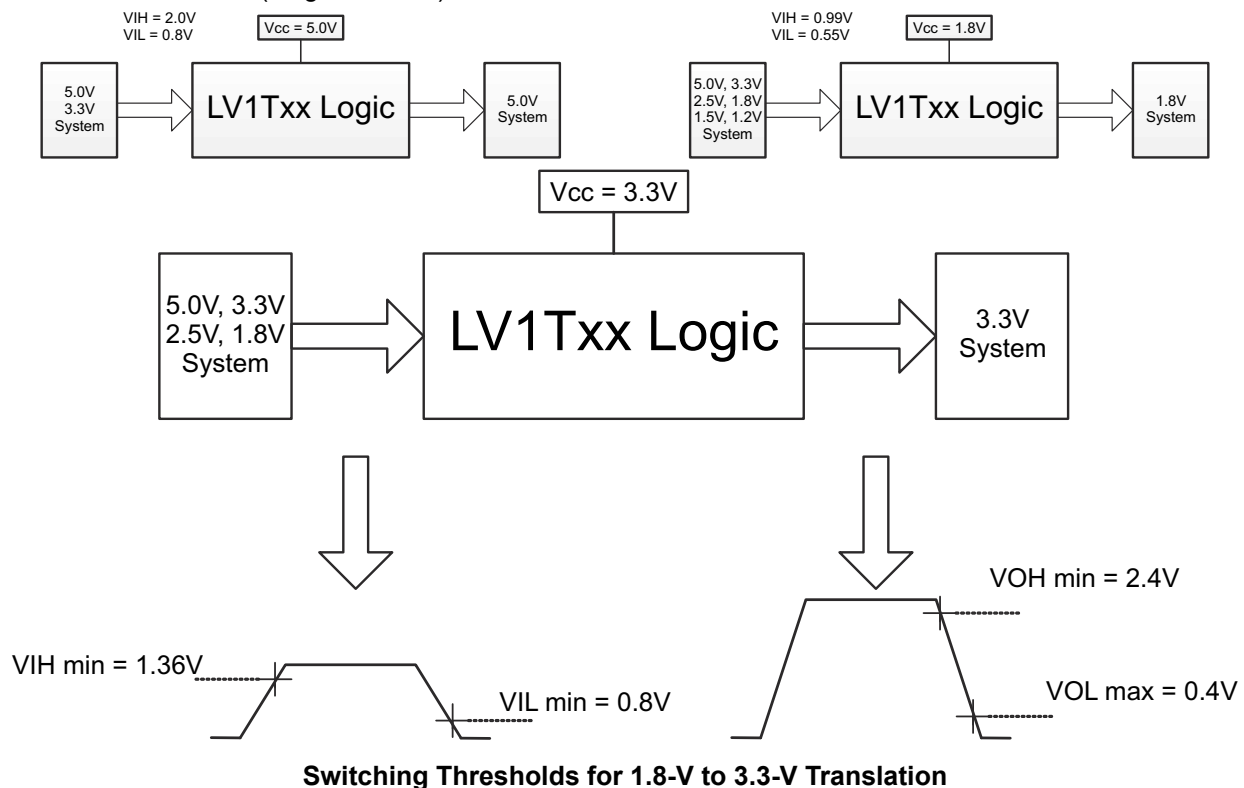 VIH = 2.0V
VIL = 0.8V
Vcc = 5.0V
5.0V
3.3V
System
LV1Txx Logic
5.0V
System
VIH = 0.99V
VIL = 0.55V
Vcc = 1.8V
5.0V, 3.3V
2.5V, 1.8V
1.5V, 1.2V
System
LV1Txx Logic
1.8V
System
Vcc = 3.3V
5.0V, 3.3V
2.5V, 1.8V
System
LV1Txx Logic
3.3V
System
VIH min = 1.36V
VIL min = 0.8V
VOH min = 2.4V
VOL max = 0.4V
Switching Thresholds for 1.8-V to 3.3-V Translation